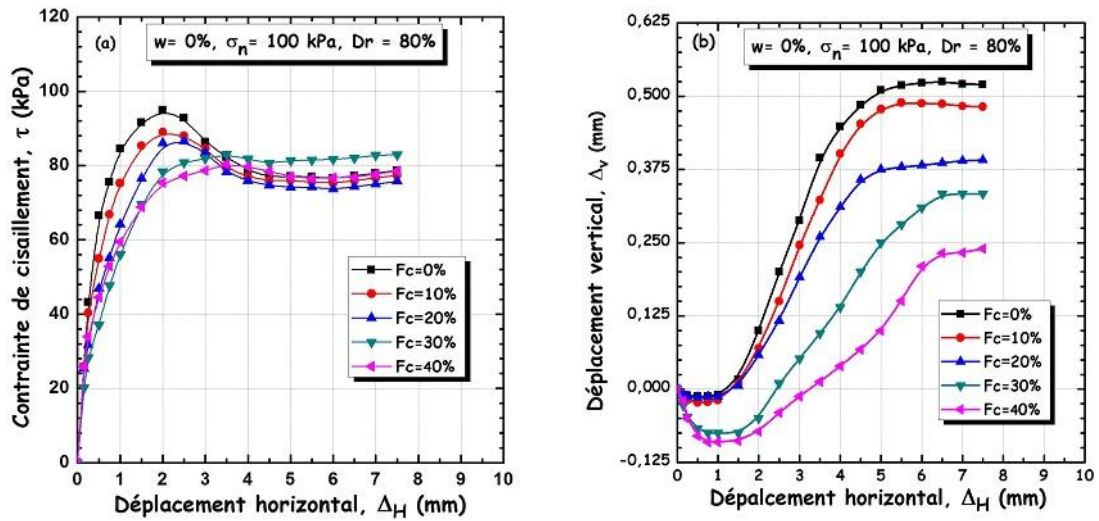 (a)
w= 0%, σn= 100 kPa, Dr = 80%
Contrainte de cisaillement, τ (kPa)
120
100
80
60
40
20
0
Fc=0%
Fc=10%
Fc=20%
Fc=30%
Fc=40%
0 1 2 3 4 5 6 7 8 9 10
Déplacement horizontal, ΔH (mm)
(b)
w= 0%, σn= 100 kPa, Dr = 80%
Déplacement vertical, Δv (mm)
0,625
0,500
0,375
0,250
0,125
0,000
-0,125
Fc=0%
Fc=10%
Fc=20%
Fc=30%
Fc=40%
0 1 2 3 4 5 6 7 8 9 10
Dépalcement horizontal, ΔH (mm)